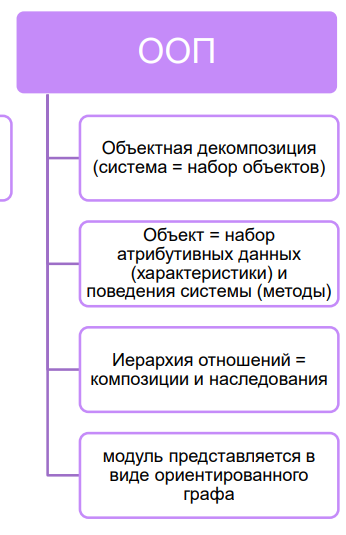 ООП
Объектная декомпозиция
(система = набор объектов)
Объект = набор
атрибутивных данных
(характеристики) и
поведения системы (методы)
Иерархия отношений =
композиции и наследования
модуль представляется в
виде ориентированного
графа